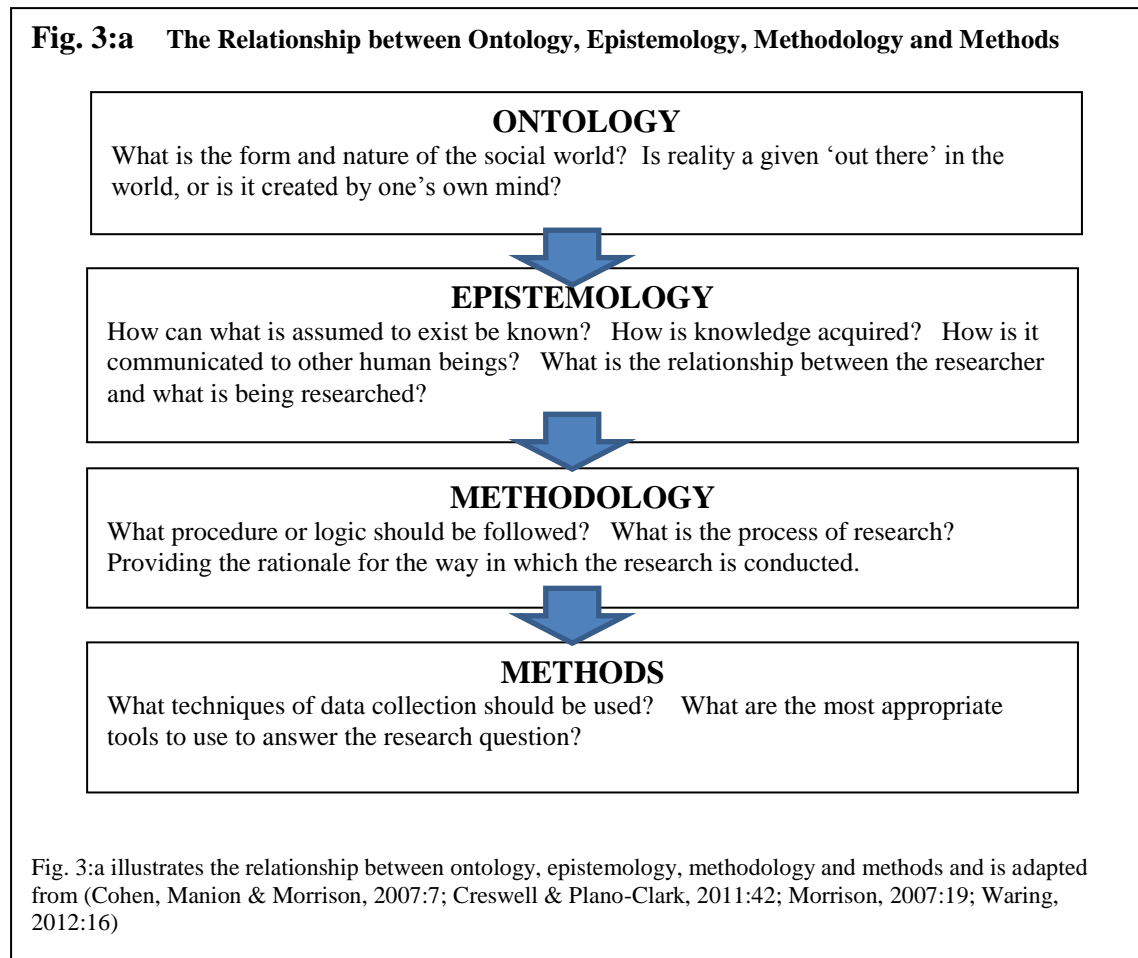 Fig. 3:a The Relationship between Ontology, Epistemology, Methodology and Methods
ONTOLOGY
What is the form and nature of the social world? Is reality a given ‘out there’ in the
world, or is it created by one’s own mind?
EPISTEMOLOGY
How can what is assumed to exist be known? How is knowledge acquired? How is it
communicated to other human beings? What is the relationship between the researcher
and what is being researched?
METHODOLOGY
What procedure or logic should be followed? What is the process of research?
Providing the rationale for the way in which the research is conducted.
METHODS
What techniques of data collection should be used? What are the most appropriate
tools to use to answer the research question?
Fig. 3:a illustrates the relationship between ontology, epistemology, methodology and methods and is adapted
from (Cohen, Manion & Morrison, 2007:7; Creswell & Plano-Clark, 2011:42; Morrison, 2007:19; Waring,
2012:16)